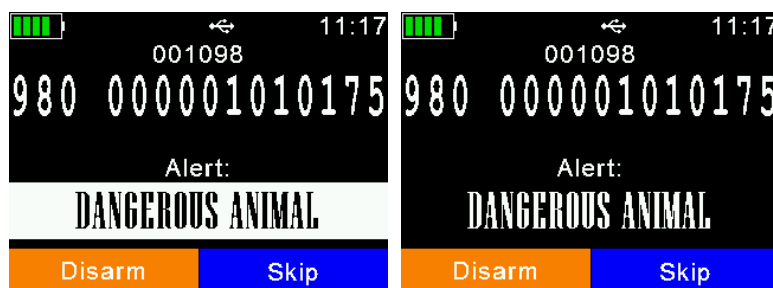 11:17
001098
980 000001010175
Alert:
DANGEROUS ANIMAL
Disarm Skip
11:17
001098
980 000001010175
Alert:
DANGEROUS ANIMAL
Disarm Skip